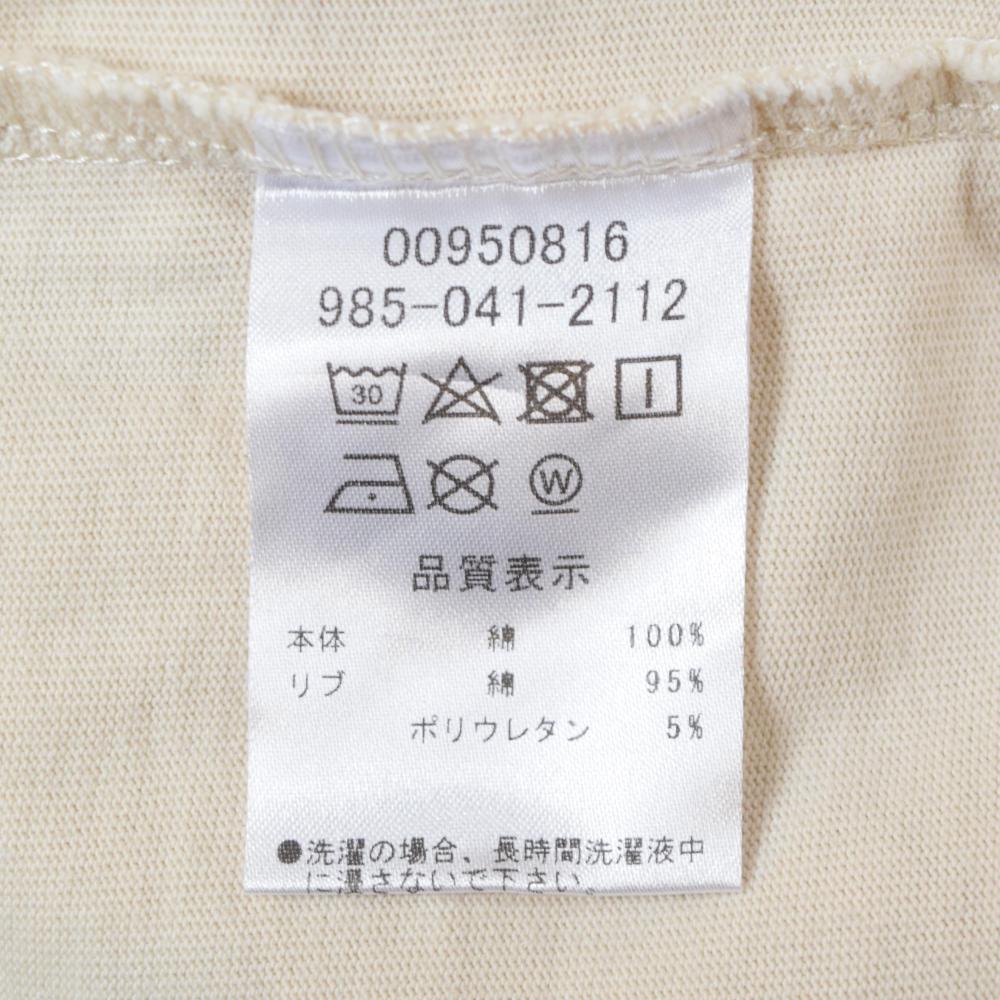 00950816
985-041-2112
30
W
品質表示
本体 綿 100%
リブ 綿 95%
ポリウレタン 5%
●洗濯の場合、長時間洗濯液中
に浸さないで下さい。